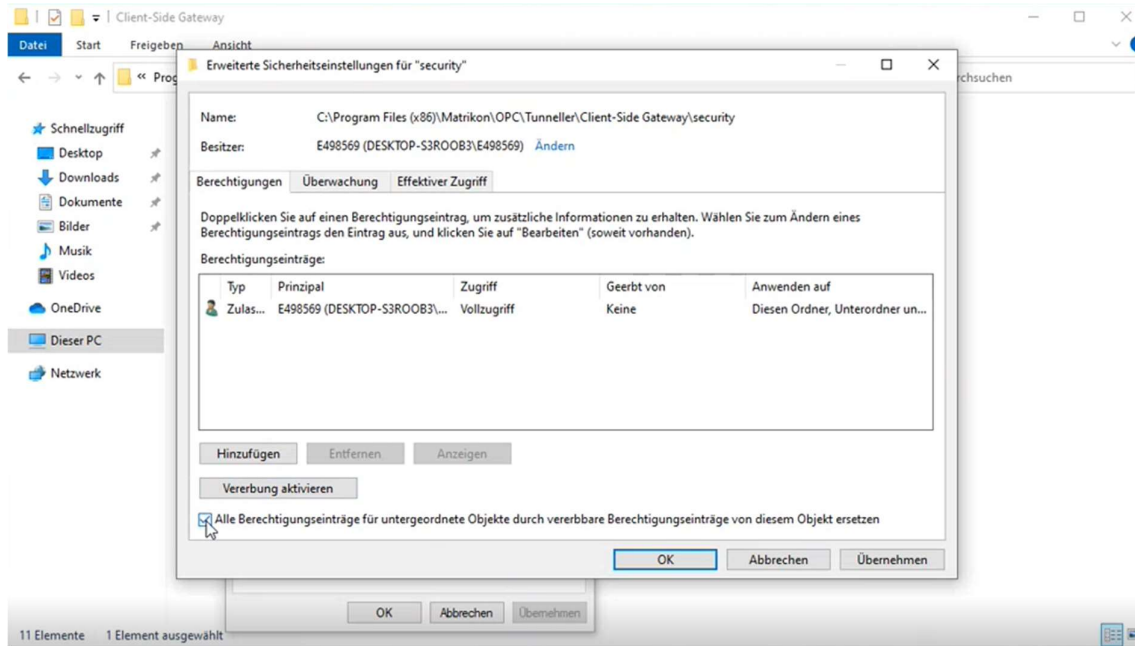 Client-Side Gateway
Datei Start Freigeben Ansicht
Erweiterte Sicherheitseinstellungen für "security"
« Prog
rchsuchen
Schnellzugriff
Desktop
Downloads
Dokumente
Bilder
Musik
Videos
OneDrive
Dieser PC
Netzwerk
Name: C:\Program Files (x86)\Matrikon\OPC\Tunneller\Client-Side Gateway\security
Besitzer: E498569 (DESKTOP-S3ROOB3\E498569) Ändern
Berechtigungen Überwachung Effektiver Zugriff
Doppelklicken Sie auf einen Berechtigungseintrag, um zusätzliche Informationen zu erhalten. Wählen Sie zum Ändern eines
Berechtigungseintrags den Eintrag aus, und klicken Sie auf "Bearbeiten" (soweit vorhanden).
Berechtigungseinträge:
Typ Prinzipal Zugriff Geerbt von Anwenden auf
Zulas... E498569 (DESKTOP-S3ROOB3\... Vollzugriff Keine Diesen Ordner, Unterordner un...
Hinzufügen Entfernen Anzeigen
Vererbung aktivieren
Alle Berechtigungseinträge für untergeordnete Objekte durch vererbbare Berechtigungseinträge von diesem Objekt ersetzen
OK Abbrechen Übernehmen
OK Abbrechen Übernehmen
11 Elemente 1 Element ausgewählt